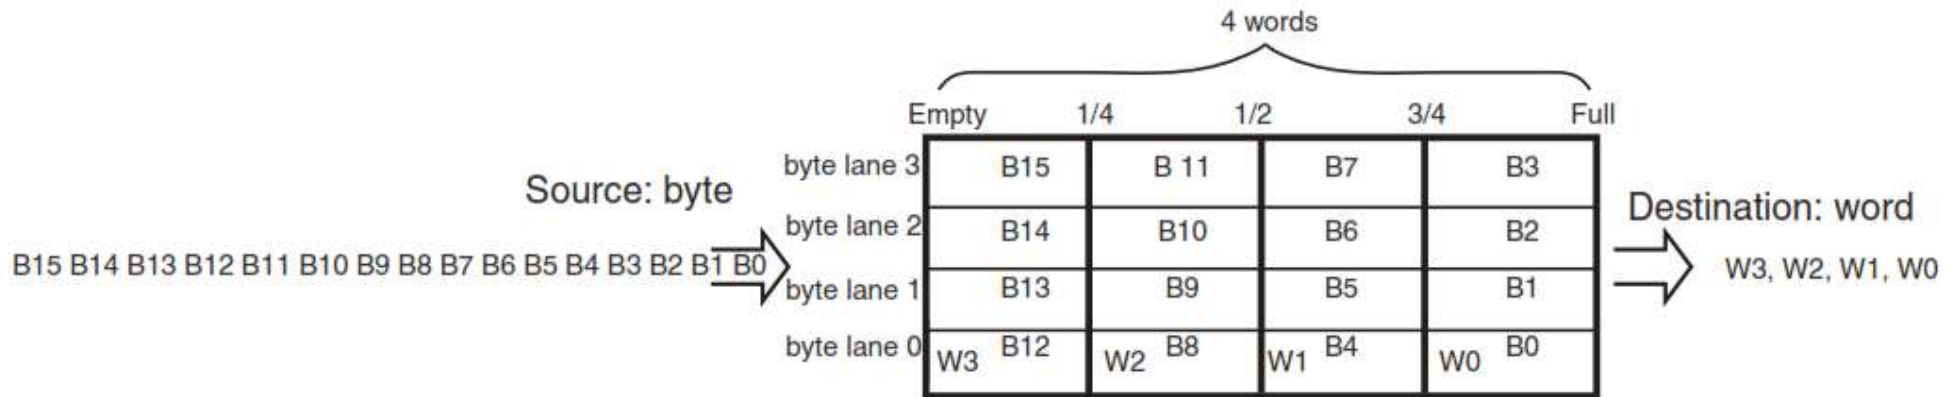 4 words
Empty 1/4 1/2 3/4 Full
byte lane 3 B15 B 11 B7 B3
Source: byte
Destination: word
byte lane 2 B14 B10 B6 B2
B15 B14 B13 B12 B11 B10 B9 B8 B7 B6 B5 B4 B3 B2 B1 B0
W3, W2, W1, W0
byte lane 1 B13 B9 B5 B1
byte lane 0 W3 B12 W2 B8 W1 B4 W0 B0